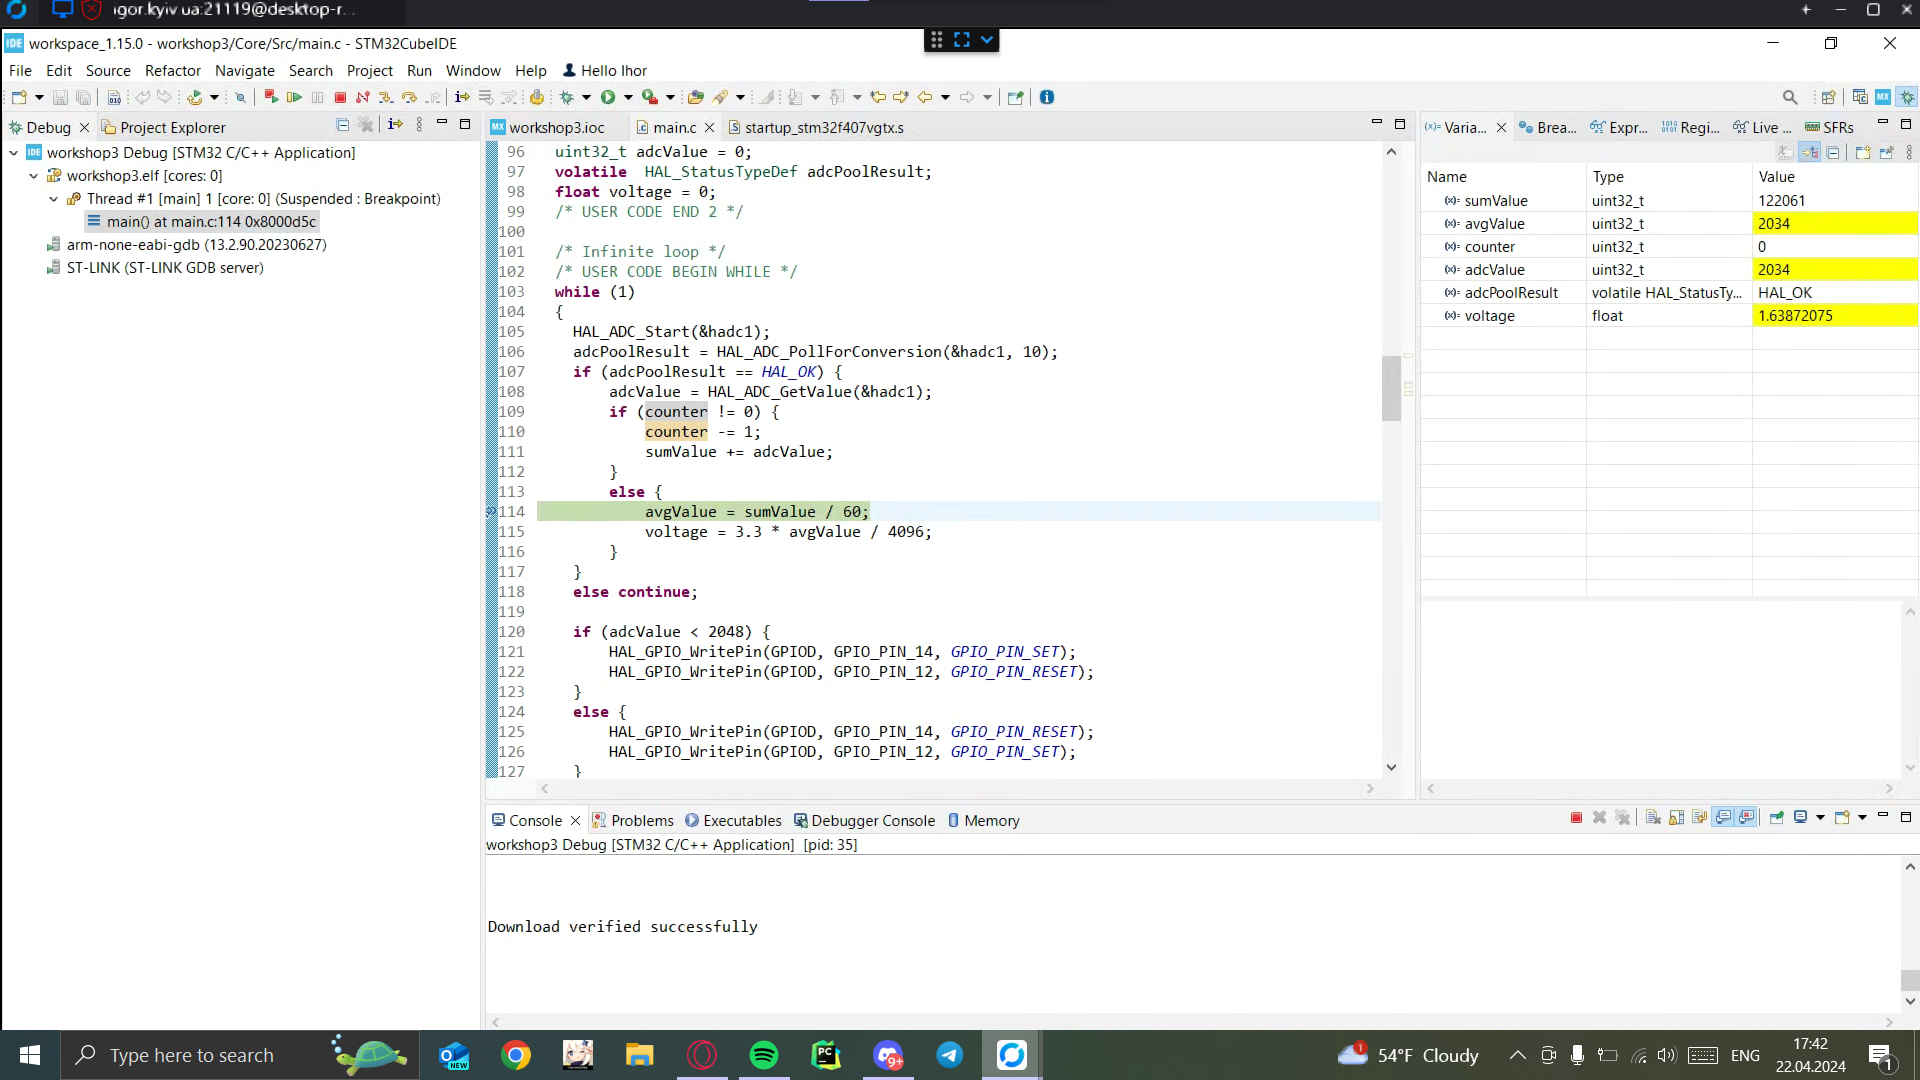 igor.kyiv ua:21119@desktop-r...
IDE workspace_1.15.0 - workshop3/Core/Src/main.c - STM32CubeIDE
File Edit Source Refactor Navigate Search Project Run Window Help Hello Ihor
Debug Project Explorer
workshop3 Debug [STM32 C/C++ Application]
workshop3.elf [cores: 0]
Thread #1 [main] 1 [core: 0] (Suspended : Breakpoint)
main() at main.c:114 0x8000d5c
arm-none-eabi-gdb (13.2.90.20230627)
ST-LINK (ST-LINK GDB server)
MX workshop3.ioc main.c startup_stm32f407vgtx.s
96 uint32_t adcValue = 0;
97 volatile HAL_StatusTypeDef adcPoolResult;
98 float voltage = 0;
99 /* USER CODE END 2 */
100
101 /* Infinite loop */
102 /* USER CODE BEGIN WHILE */
103 while (1)
104 {
105 HAL_ADC_Start(&hadc1);
106 adcPoolResult = HAL_ADC_PollForConversion(&hadc1, 10);
107 if (adcPoolResult == HAL_OK) {
108 adcValue = HAL_ADC_GetValue(&hadc1);
109 if (counter != 0) {
110 counter -= 1;
111 sumValue += adcValue;
112 }
113 else {
114 avgValue = sumValue / 60;
115 voltage = 3.3 * avgValue / 4096;
116 }
117 }
118 else continue;
119
120 if (adcValue < 2048) {
121 HAL_GPIO_WritePin(GPIOD, GPIO_PIN_14, GPIO_PIN_SET);
122 HAL_GPIO_WritePin(GPIOD, GPIO_PIN_12, GPIO_PIN_RESET);
123 }
124 else {
125 HAL_GPIO_WritePin(GPIOD, GPIO_PIN_14, GPIO_PIN_RESET);
126 HAL_GPIO_WritePin(GPIOD, GPIO_PIN_12, GPIO_PIN_SET);
127 }
Varia... Brea... Expr... Regi... Live ... SFRs
Name Type Value
sumValue uint32_t 122061
avgValue uint32_t 2034
counter uint32_t 0
adcValue uint32_t 2034
adcPoolResult volatile HAL_StatusTy... HAL_OK
voltage float 1.63872075
Console Problems Executables Debugger Console Memory
workshop3 Debug [STM32 C/C++ Application] [pid: 35]
Download verified successfully
Type here to search
NEW
PC
9+
1
54°F Cloudy
ENG
17:42
22.04.2024
1